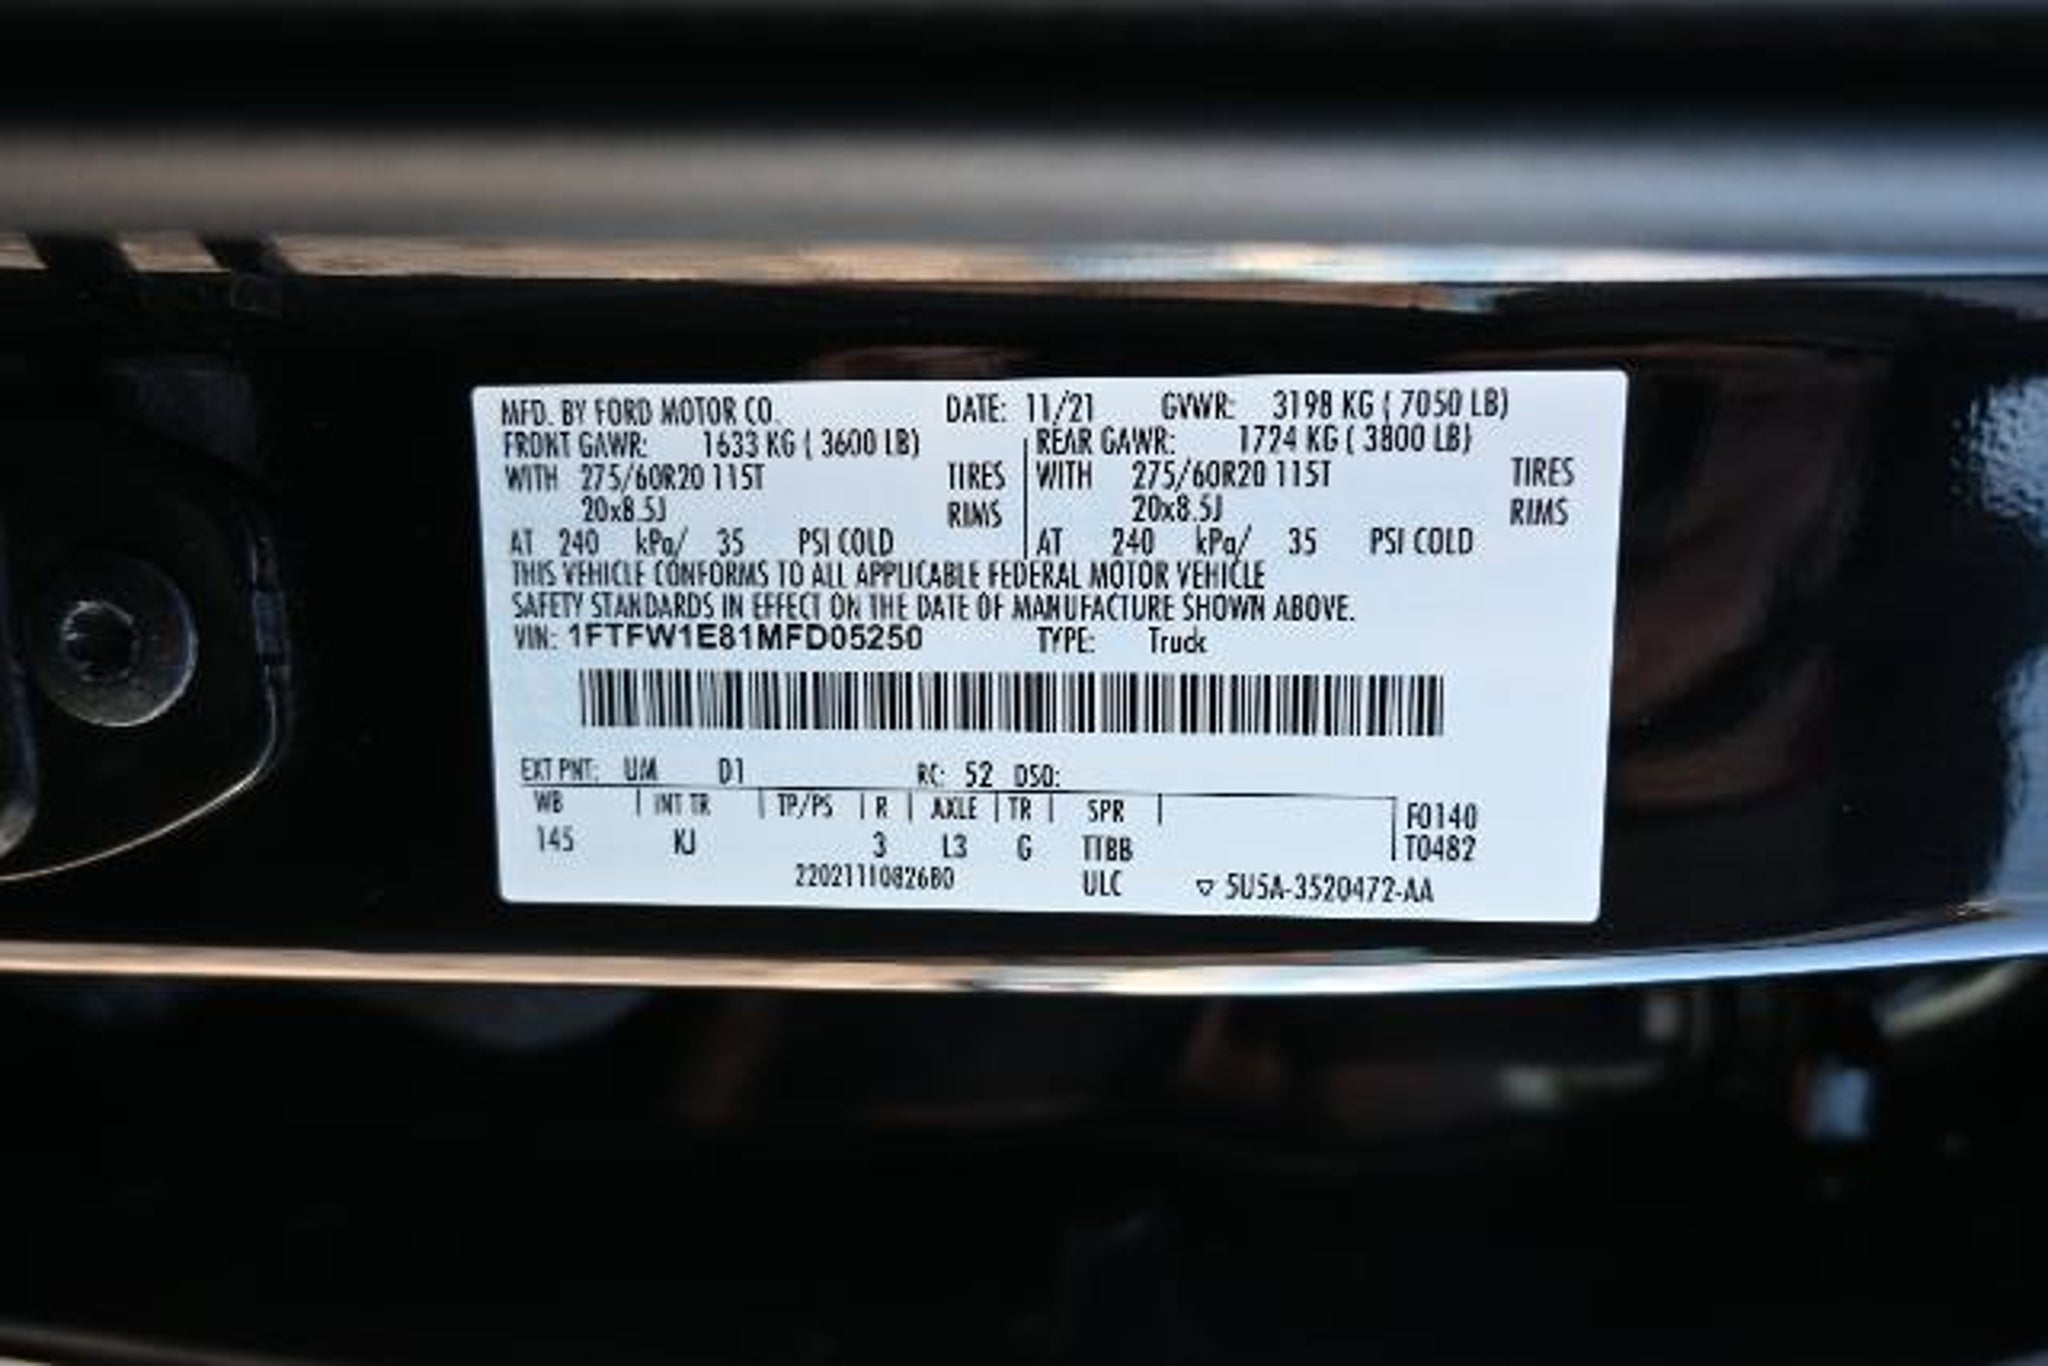 MFD. BY FORD MOTOR CO. DATE: 11/21 GVWR: 3198 KG ( 7050 LB)
FRONT GAWR: 1633 KG ( 3600 LB) REAR GAWR: 1724 KG ( 3800 LB)
WITH 275/60R20 115T TIRES WITH 275/60R20 115T TIRES
20x8.5J RIMS 20x8.5J RIMS
AT 240 kPa/ 35 PSI COLD AT 240 kPa/ 35 PSI COLD
THIS VEHICLE CONFORMS TO ALL APPLICABLE FEDERAL MOTOR VEHICLE
SAFETY STANDARDS IN EFFECT ON THE DATE OF MANUFACTURE SHOWN ABOVE.
VIN: 1FTFW1E81MFD05250 TYPE: Truck
EXT PNT: UM D1 RC: 52 DSO:
WB INT TR TP/PS R AXLE TR SPR F0140
145 KJ 3 L3 G TTBB T0482
22021110826B0 ULC 5U5A-3520472-AA